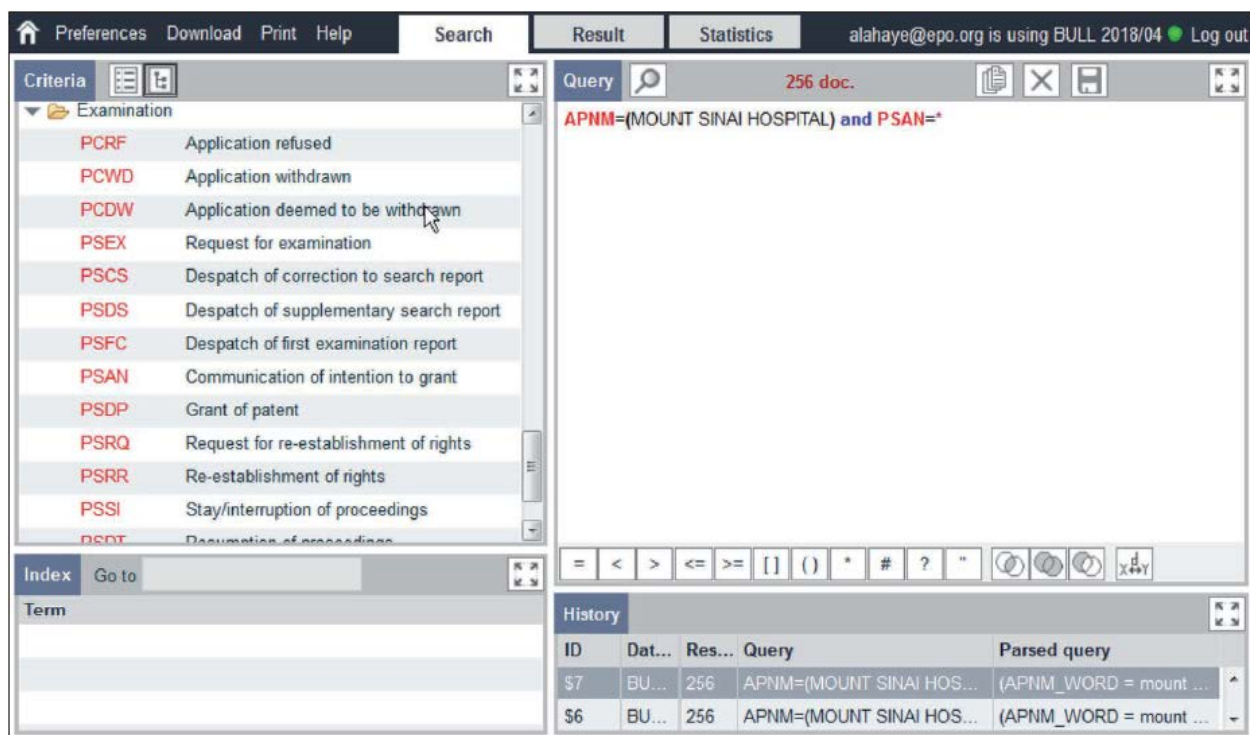 Preferences Download Print Help Search Result Statistics alahaye@epo.org is using BULL 2018/04 Log out
Criteria
Examination
PCRF Application refused
PCWD Application withdrawn
PCDW Application deemed to be withdrawn
PSEX Request for examination
PSCS Despatch of correction to search report
PSDS Despatch of supplementary search report
PSFC Despatch of first examination report
PSAN Communication of intention to grant
PSDP Grant of patent
PSRQ Request for re-establishment of rights
PSRR Re-establishment of rights
PSSI Stay/interruption of proceedings
Index Go to
Term
Query 256 doc.
APNM=(MOUNT SINAI HOSPITAL) and PSAN=*
= < > <= >= [ ] ( ) * # ? " X↔Y d
History
ID Dat... Res... Query Parsed query
$7 BU... 256 APNM=(MOUNT SINAI HOS... (APNM_WORD = mount ...
$6 BU... 256 APNM=(MOUNT SINAI HOS... (APNM_WORD = mount ...